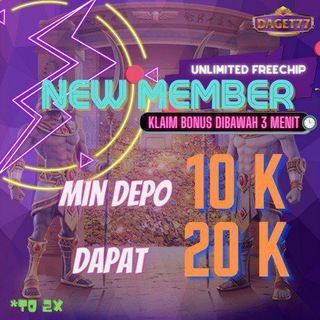 DAGET77
UNLIMITED FREECHIP
NEW MEMBER
KLAIM BONUS DIBAWAH 3 MENIT
MIN DEPO 10 K
DAPAT 20 K
*TO 2X